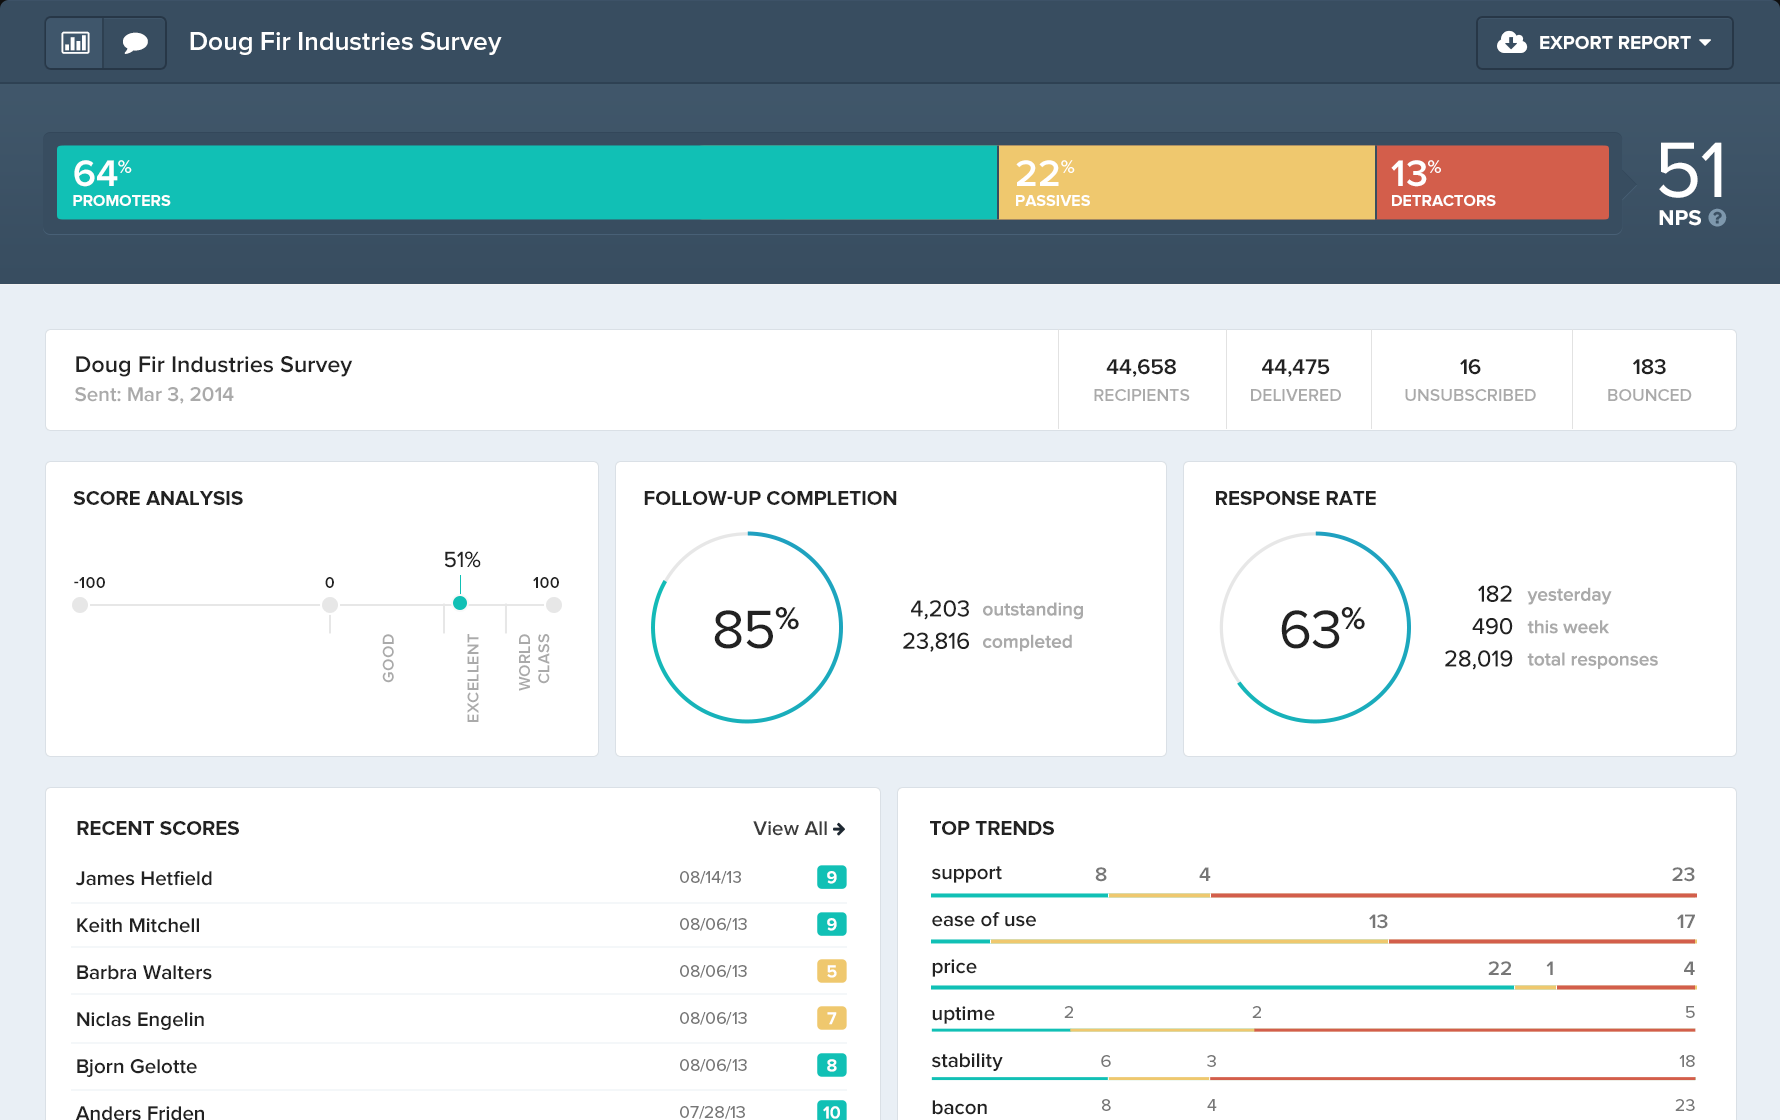 Doug Fir Industries Survey
EXPORT REPORT
64%
PROMOTERS
22%
PASSIVES
13%
DETRACTORS
51
NPS ?
Doug Fir Industries Survey
Sent: Mar 3, 2014
44,658
RECIPIENTS
44,475
DELIVERED
16
UNSUBSCRIBED
183
BOUNCED
SCORE ANALYSIS
51%
-100 0 100
GOOD
EXCELLENT
WORLD
CLASS
FOLLOW-UP COMPLETION
85%
4,203 outstanding
23,816 completed
RESPONSE RATE
63%
182 yesterday
490 this week
28,019 total responses
RECENT SCORES View All
James Hetfield 08/14/13 9
Keith Mitchell 08/06/13 9
Barbra Walters 08/06/13 5
Niclas Engelin 08/06/13 7
Bjorn Gelotte 08/06/13 8
Anders Friden 07/28/13 10
TOP TRENDS
support 8 4 23
ease of use 13 17
price 22 1 4
uptime 2 2 5
stability 6 3 18
bacon 8 4 23